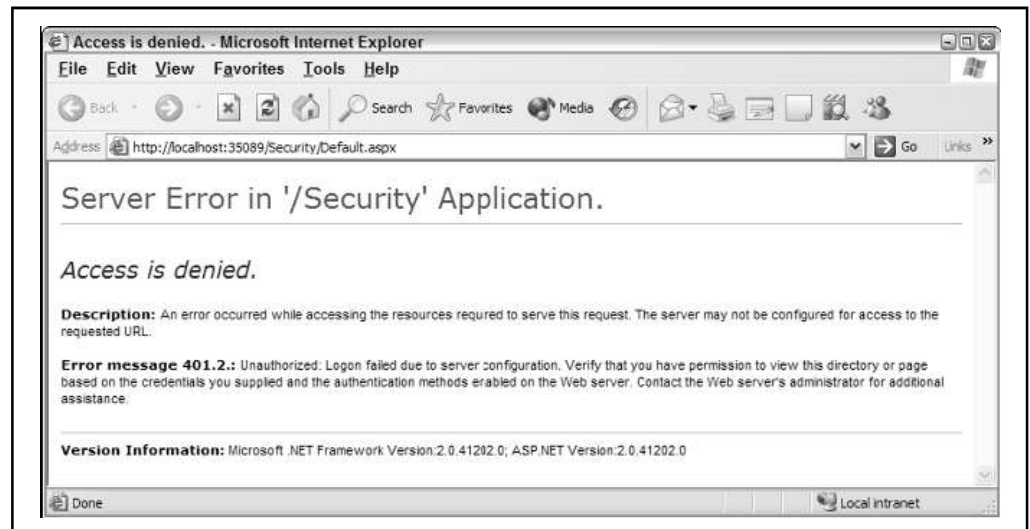 Access is denied. - Microsoft Internet Explorer
File Edit View Favorites Tools Help
Back Search Favorites Media
Address http://localhost:35089/Security/Default.aspx Go Links »
Server Error in '/Security' Application.
Access is denied.
Description: An error occurred while accessing the resources required to serve this request. The server may not be configured for access to the
requested URL.
Error message 401.2.: Unauthorized: Logon failed due to server configuration. Verify that you have permission to view this directory or page
based on the credentials you supplied and the authentication methods enabled on the Web server. Contact the Web server's administrator for additional
assistance.
Version Information: Microsoft .NET Framework Version:2.0.41202.0; ASP.NET Version:2.0.41202.0
Done Local intranet